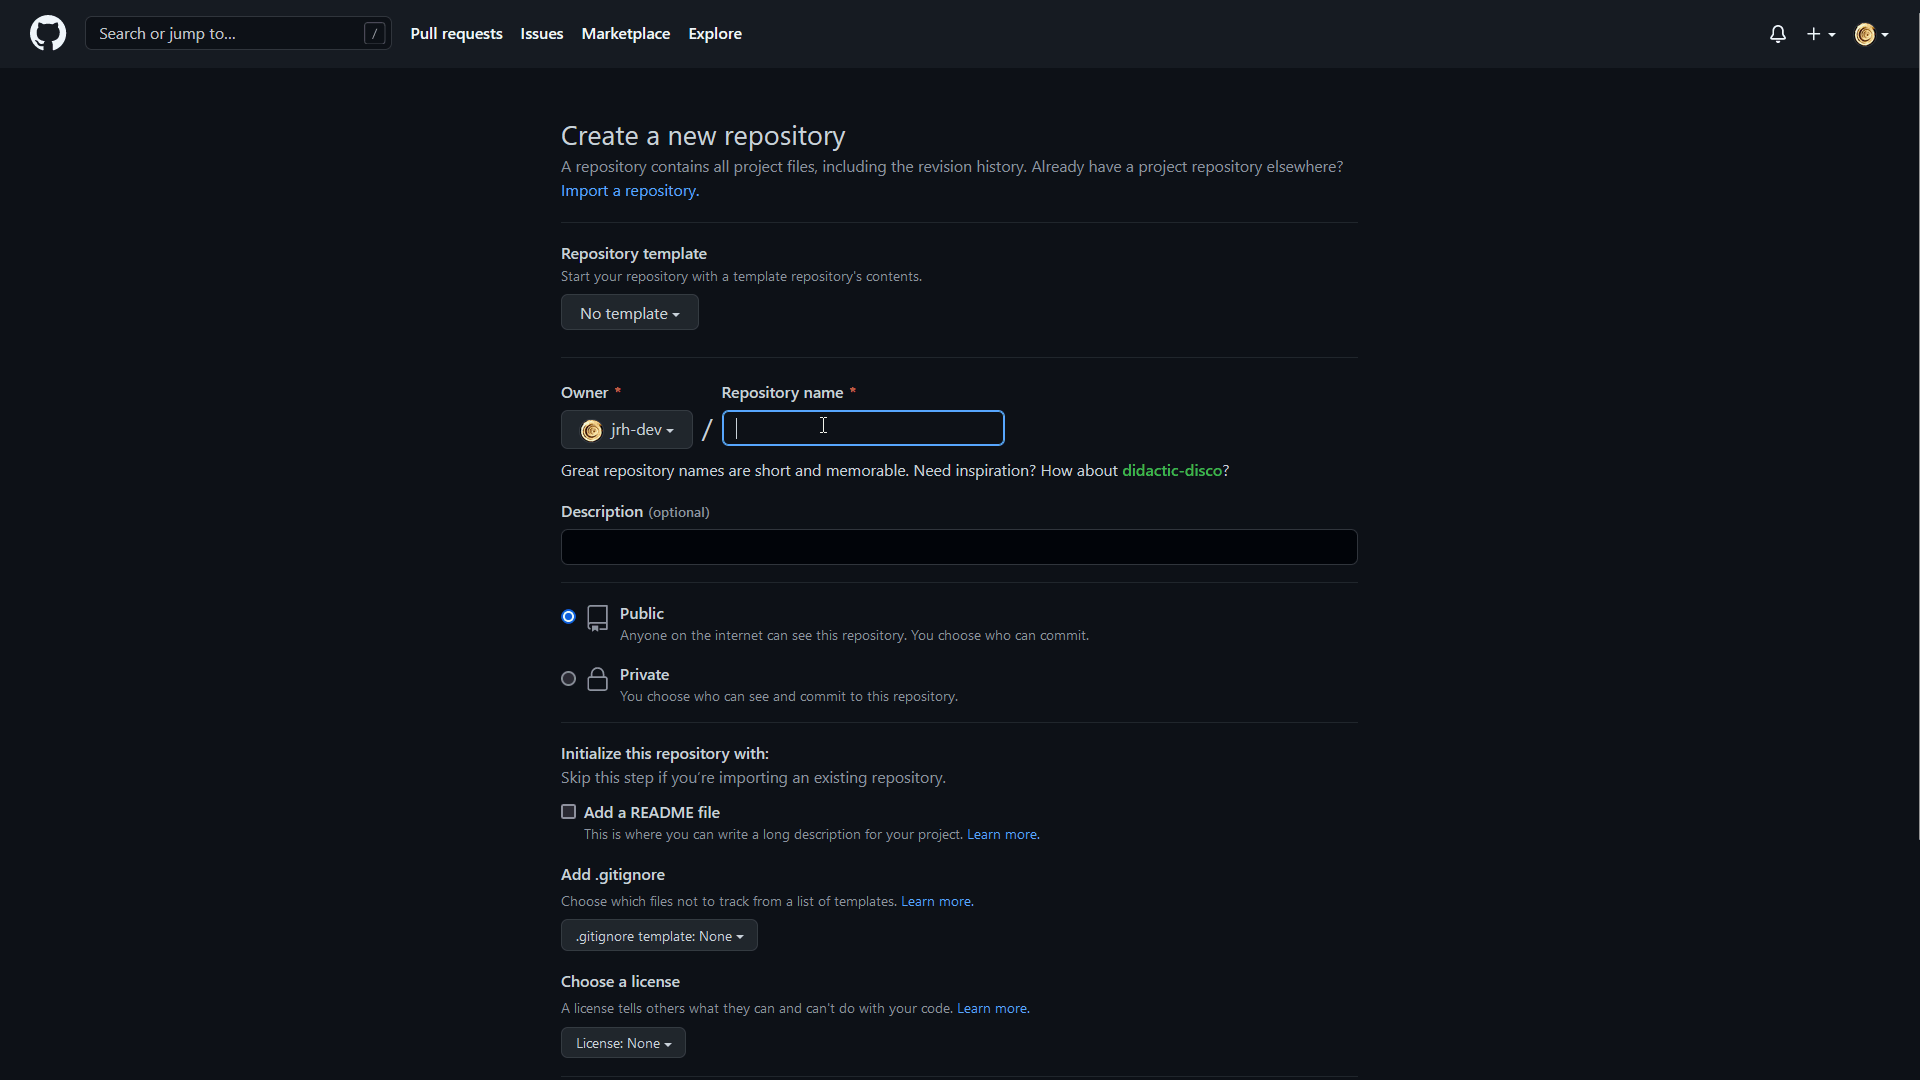 Search or jump to... / Pull requests Issues Marketplace Explore
Create a new repository
A repository contains all project files, including the revision history. Already have a project repository elsewhere?
Import a repository.
Repository template
Start your repository with a template repository's contents.
No template
Owner * Repository name *
jrh-dev /
Great repository names are short and memorable. Need inspiration? How about didactic-disco?
Description (optional)
Public
Anyone on the internet can see this repository. You choose who can commit.
Private
You choose who can see and commit to this repository.
Initialize this repository with:
Skip this step if you're importing an existing repository.
Add a README file
This is where you can write a long description for your project. Learn more.
Add .gitignore
Choose which files not to track from a list of templates. Learn more.
.gitignore template: None
Choose a license
A license tells others what they can and can't do with your code. Learn more.
License: None